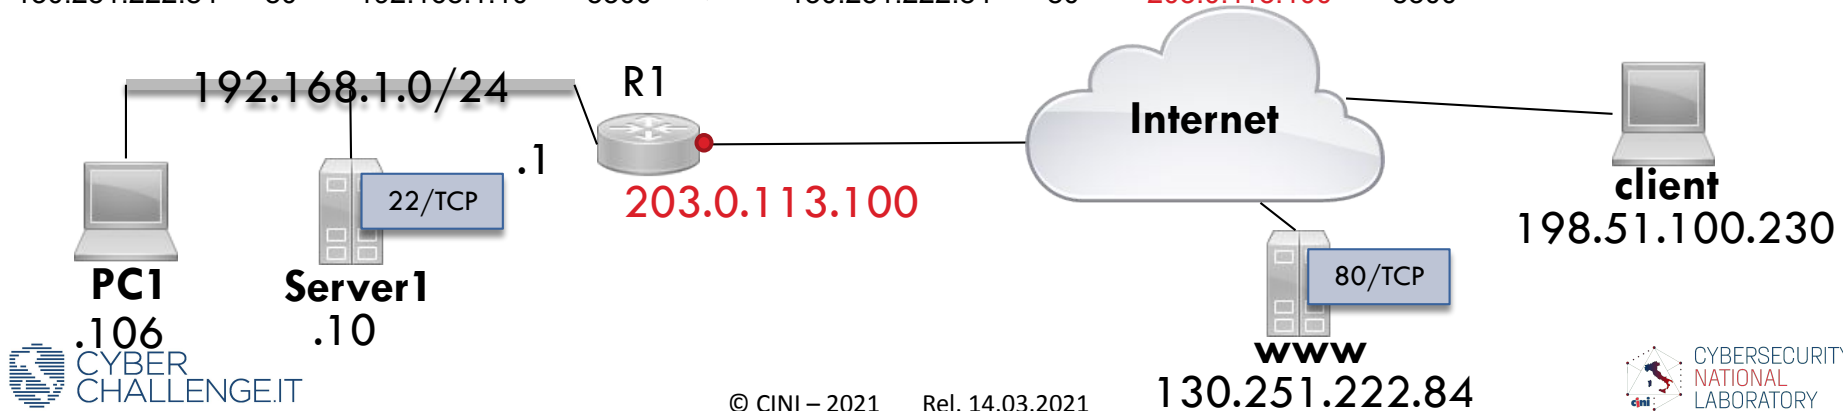 192.168.1.0/24
R1
Internet
.1
22/TCP
203.0.113.100
client
198.51.100.230
PC1
.106
Server1
.10
80/TCP
www
130.251.222.84
CYBER
CHALLENGE.IT
© CINI – 2021 Rel. 14.03.2021
cini
CYBERSECURITY
NATIONAL
LABORATORY